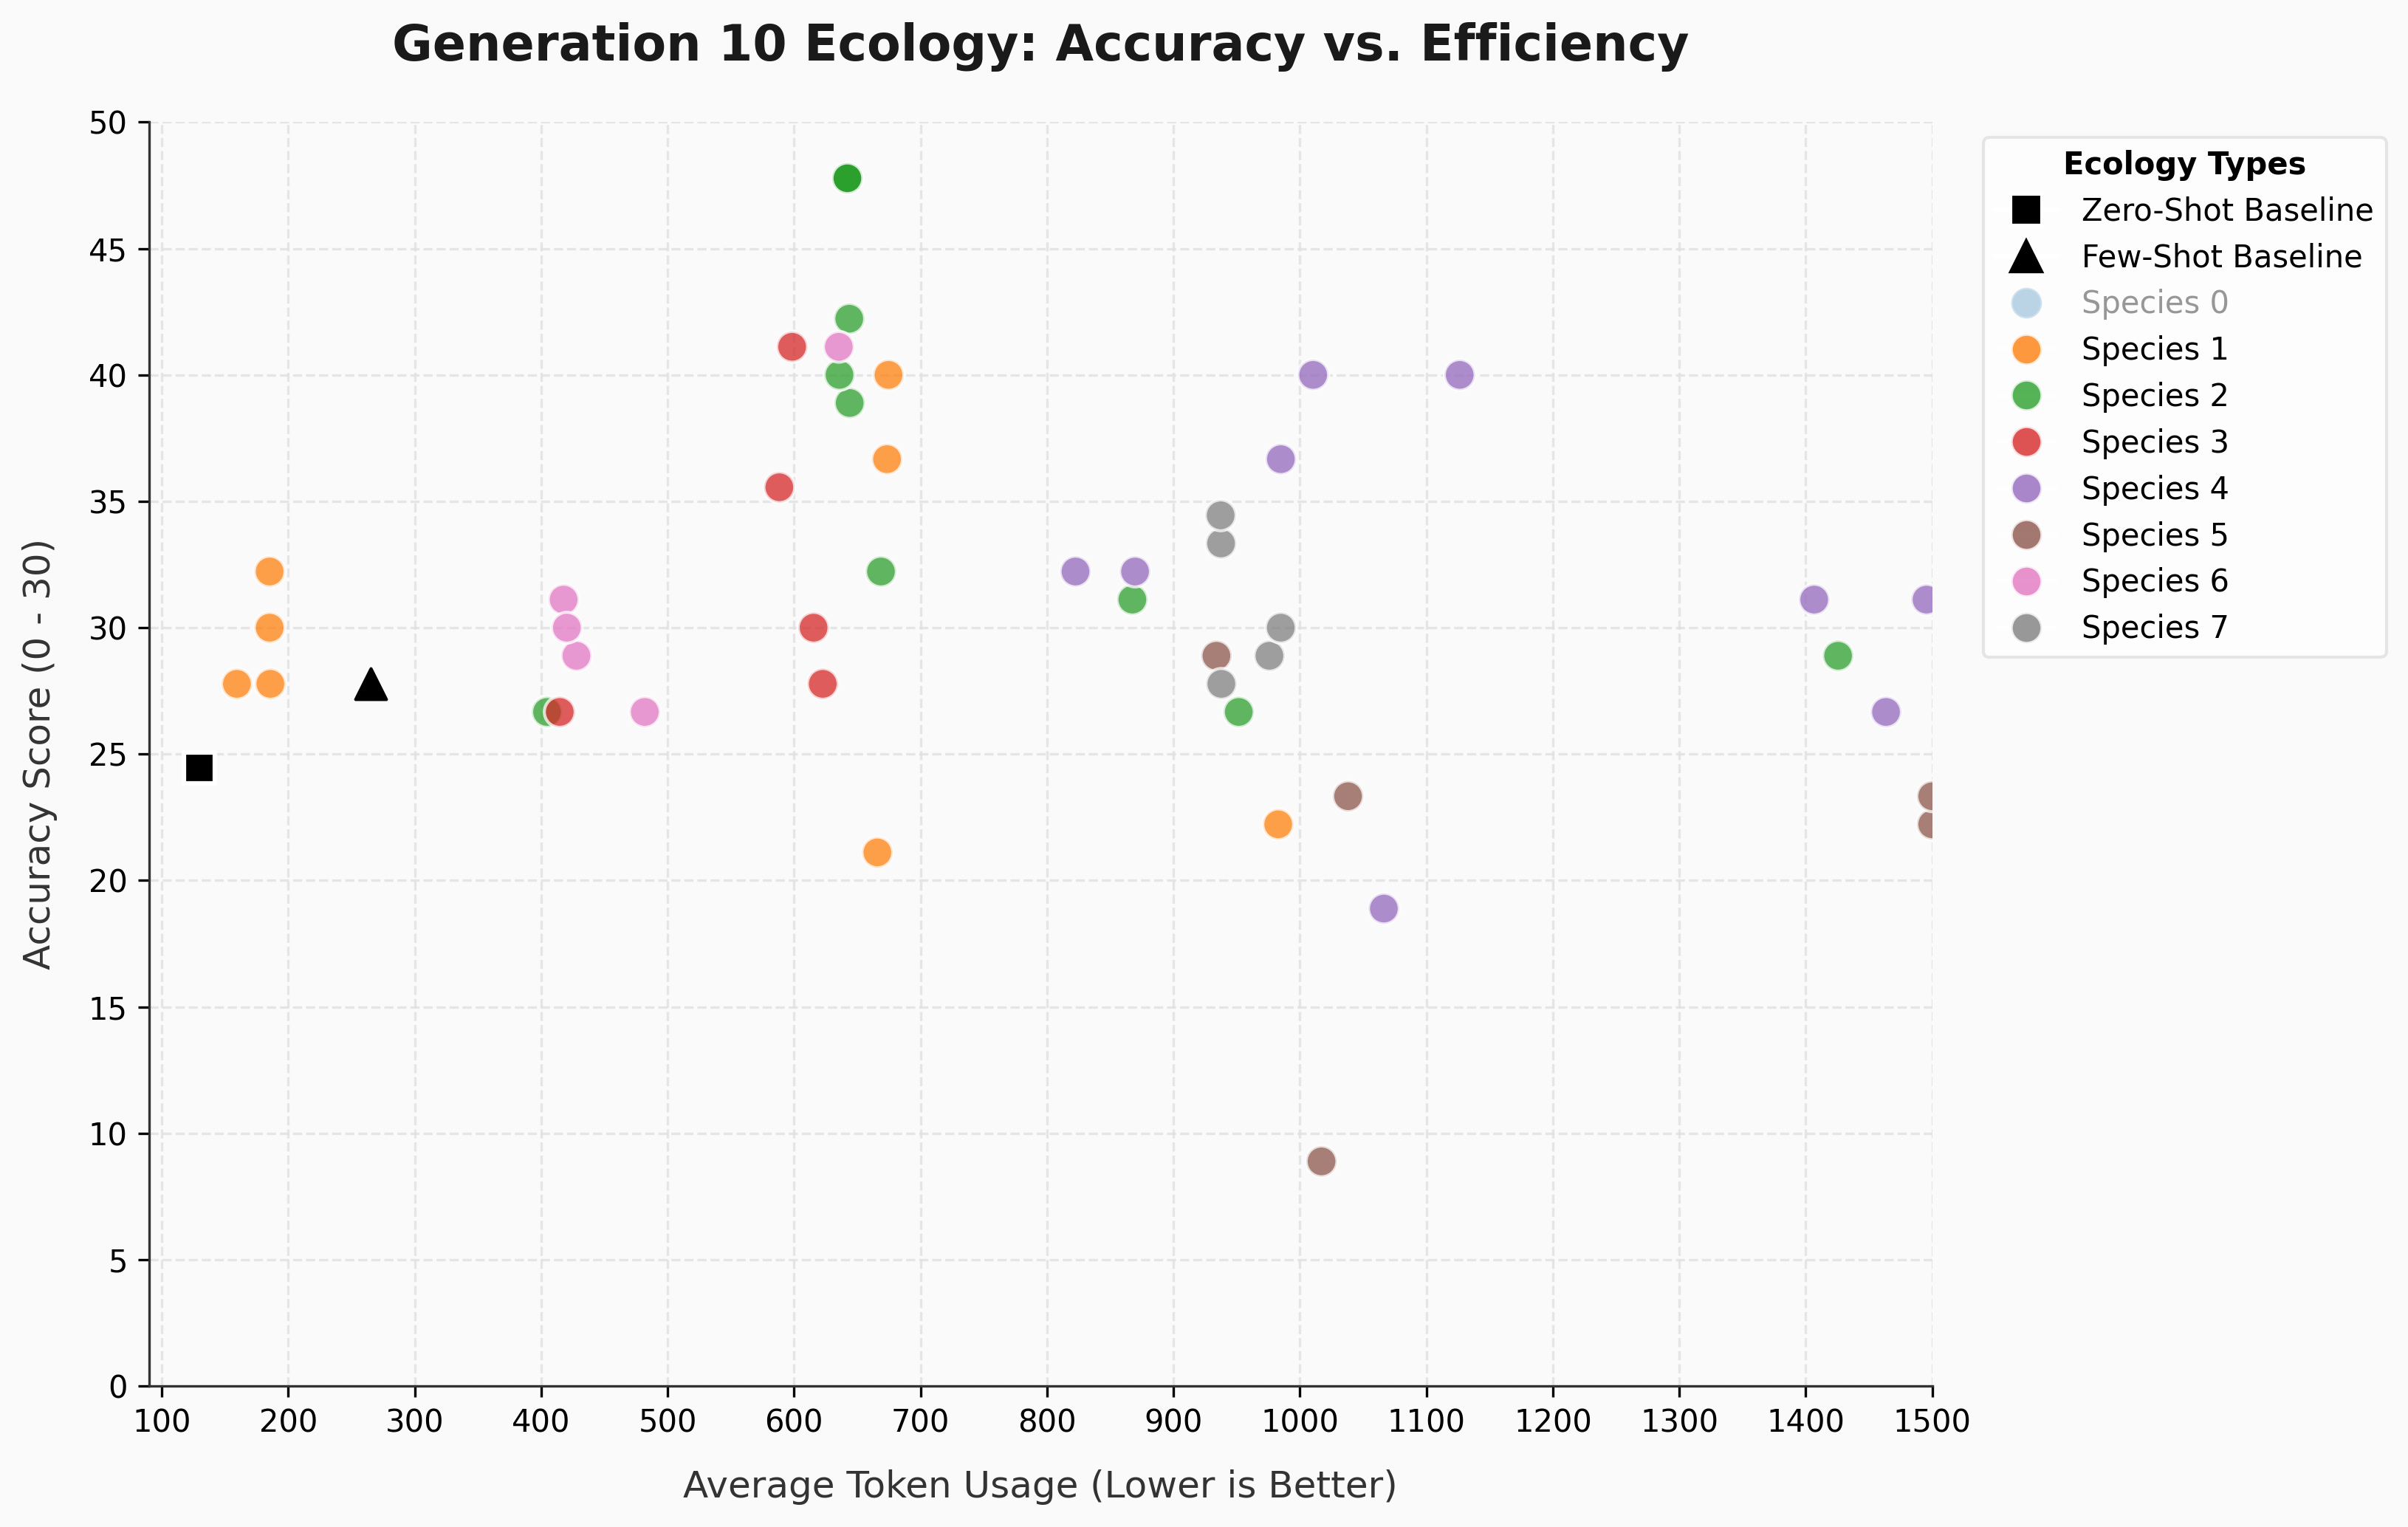 Generation 10 Ecology: Accuracy vs. Efficiency
50
45
40
35
30
25
20
15
10
5
0
Accuracy Score (0 - 30)
100 200 300 400 500 600 700 800 900 1000 1100 1200 1300 1400 1500
Average Token Usage (Lower is Better)
Ecology Types
Zero-Shot Baseline
Few-Shot Baseline
Species 0
Species 1
Species 2
Species 3
Species 4
Species 5
Species 6
Species 7